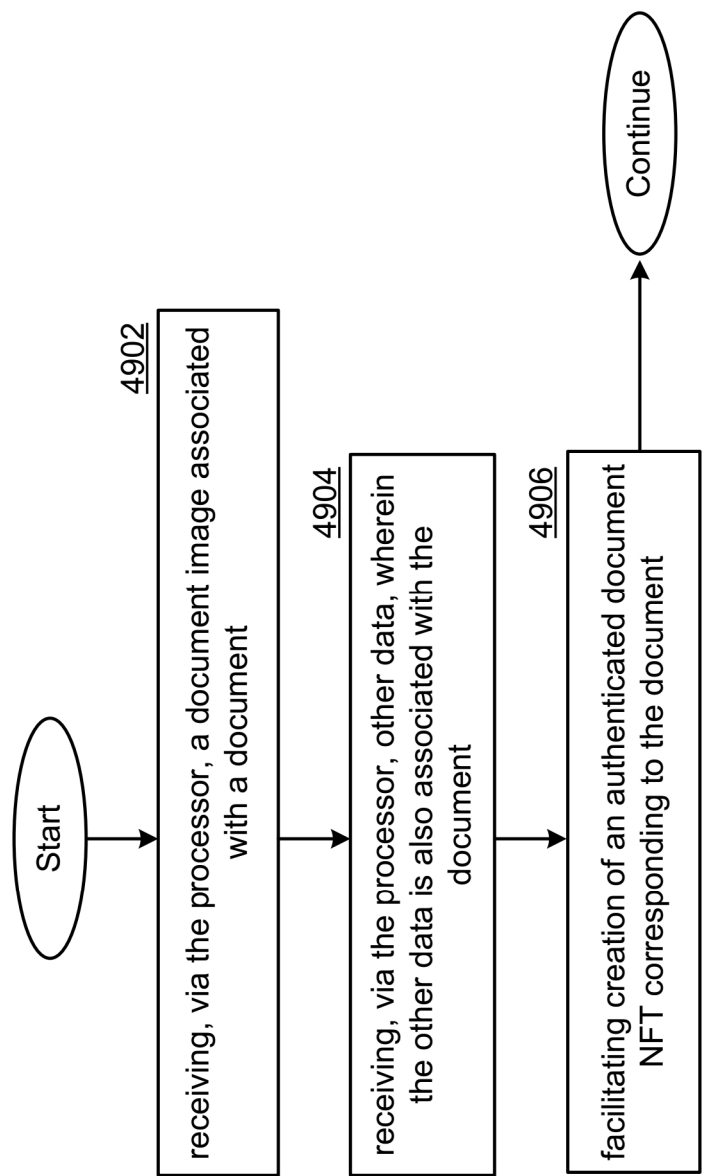 Start
4902
receiving, via the processor, a document image associated
with a document
4904
receiving, via the processor, other data, wherein
the other data is also associated with the
document
4906
facilitating creation of an authenticated document
NFT corresponding to the document
Continue